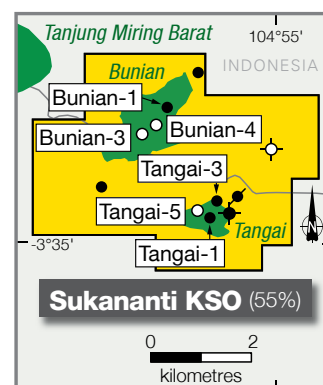 Tanjung Miring Barat
104°55'
Bunian
INDONESIA
Bunian-1
Bunian-3
Bunian-4
Tangai-3
Tangai-5
Tangai
-3°35'
Tangai-1
N
Sukananti KSO (55%)
0 2
kilometres